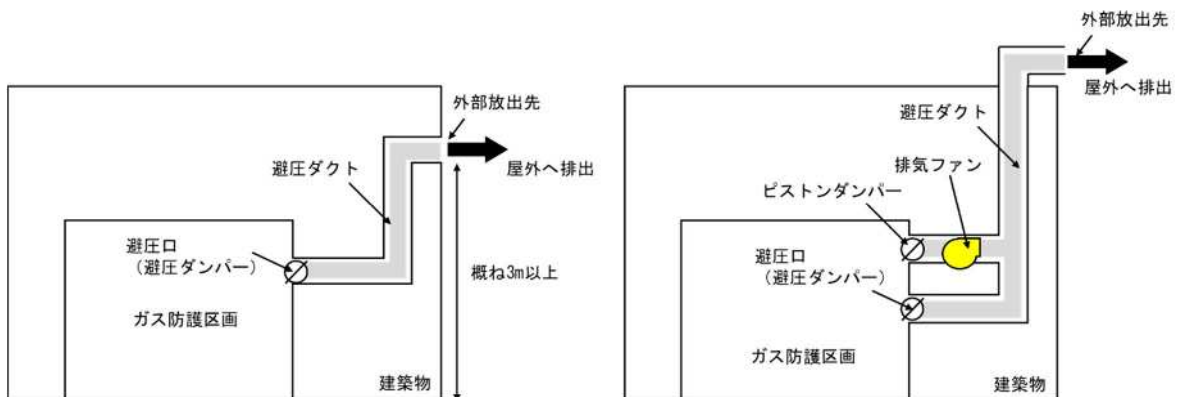 外部放出先
屋外へ排出
避圧ダクト
避圧口
（避圧ダンパー）
概ね3m以上
ガス防護区画
建築物
外部放出先
屋外へ排出
避圧ダクト
排気ファン
ピストンダンパー
避圧口
（避圧ダンパー）
ガス防護区画
建築物